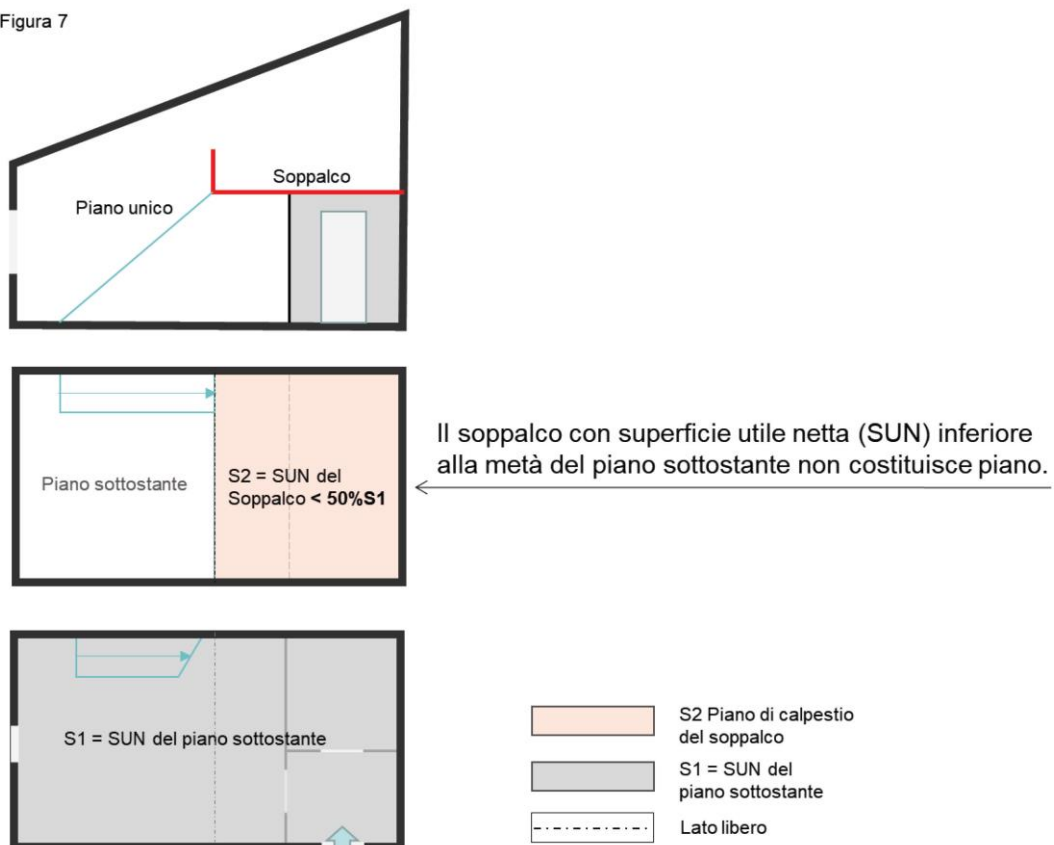 Figura 7
Soppalco
Piano unico
Il soppalco con superficie utile netta (SUN) inferiore
alla metà del piano sottostante non costituisce piano.
Piano sottostante
S2 = SUN del
Soppalco < 50%S1
S1 = SUN del piano sottostante
S2 Piano di calpestio
del soppalco
S1 = SUN del
piano sottostante
Lato libero